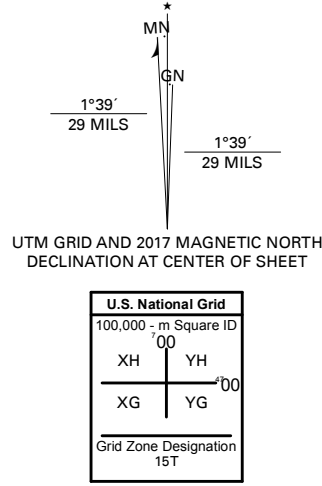 ★
MN
GN
1°39´
29 MILS
1°39´
29 MILS
UTM GRID AND 2017 MAGNETIC NORTH
DECLINATION AT CENTER OF SHEET
U.S. National Grid
100,000 - m Square ID
⁷00
XH YH
⁴⁷00
XG YG
Grid Zone Designation
15T